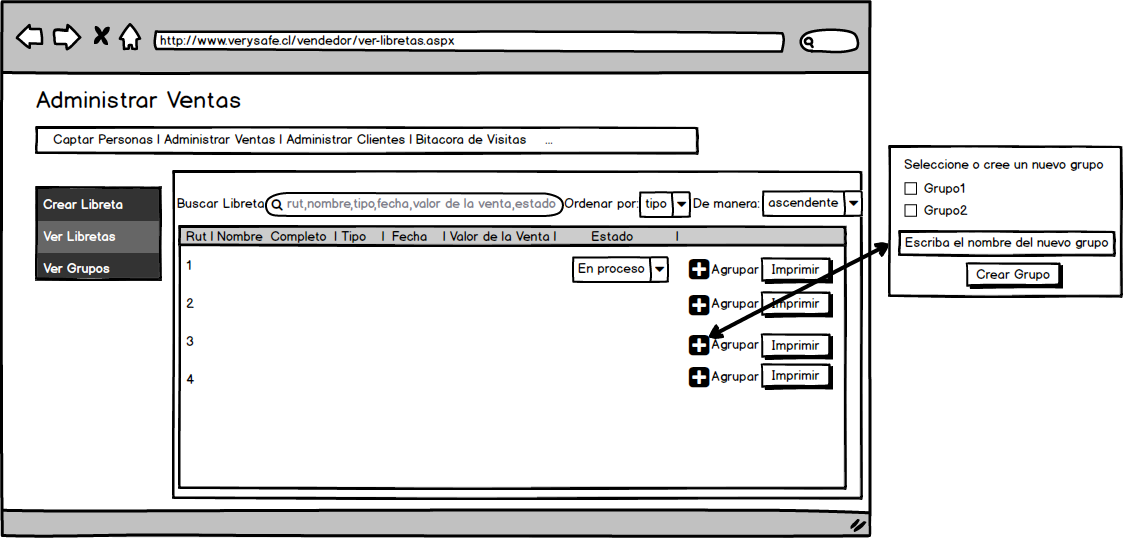 http://www.verysafe.cl/vendedor/ver-libretas.aspx
Administrar Ventas
Captar Personas | Administrar Ventas | Administrar Clientes | Bitacora de Visitas ...
Crear Libreta
Ver Libretas
Ver Grupos
Buscar Libreta rut,nombre,tipo,fecha,valor de la venta,estado Ordenar por: tipo De manera: ascendente
Rut | Nombre Completo | Tipo | Fecha | Valor de la Venta | Estado |
1 En proceso Agrupar Imprimir
2 Agrupar Imprimir
3 Agrupar Imprimir
4 Agrupar Imprimir
Seleccione o cree un nuevo grupo
Grupo1
Grupo2
Escriba el nombre del nuevo grupo
Crear Grupo